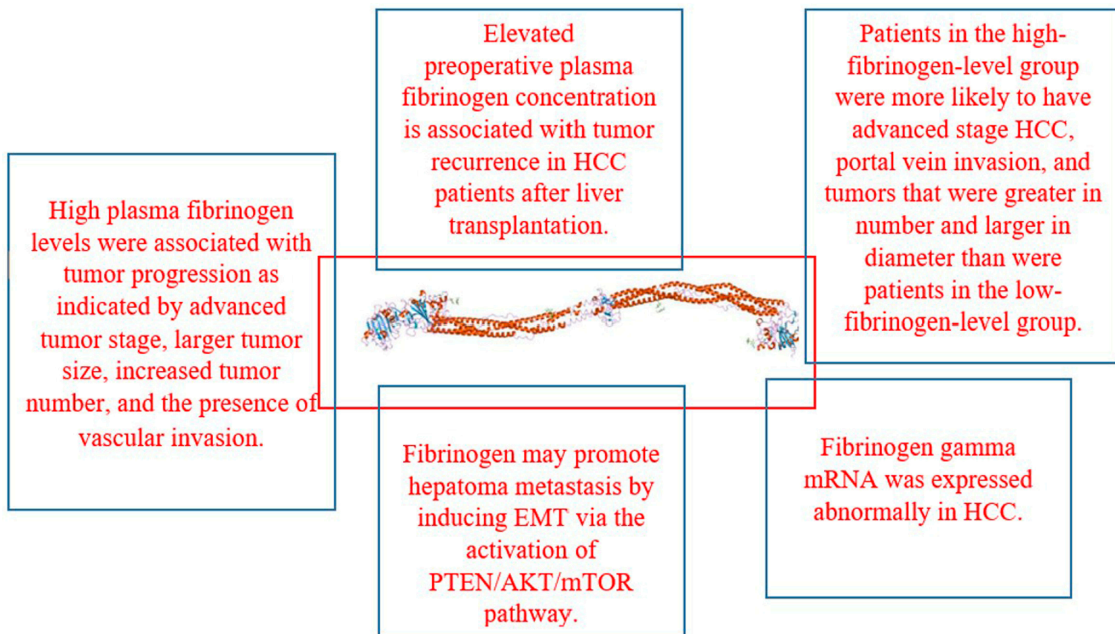 Elevated
preoperative plasma
fibrinogen concentration
is associated with tumor
recurrence in HCC
patients after liver
transplantation.
Patients in the high-
fibrinogen-level group
were more likely to have
advanced stage HCC,
portal vein invasion, and
tumors that were greater in
number and larger in
diameter than were
patients in the low-
fibrinogen-level group.
High plasma fibrinogen
levels were associated with
tumor progression as
indicated by advanced
tumor stage, larger tumor
size, increased tumor
number, and the presence of
vascular invasion.
Fibrinogen may promote
hepatoma metastasis by
inducing EMT via the
activation of
PTEN/AKT/mTOR
pathway.
Fibrinogen gamma
mRNA was expressed
abnormally in HCC.